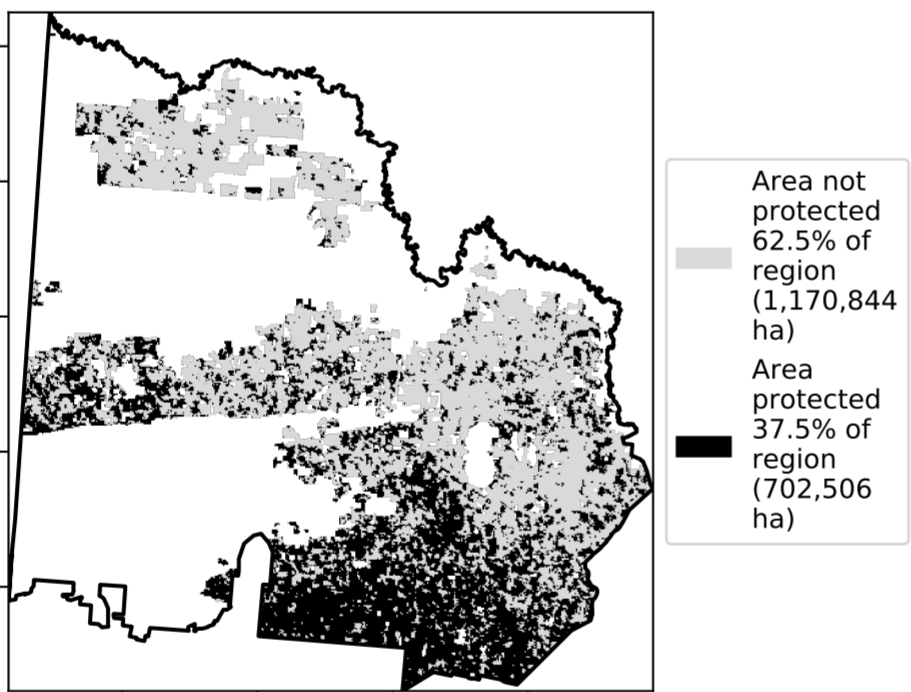 Area not
protected
62.5% of
region
(1,170,844
ha)
Area
protected
37.5% of
region
(702,506
ha)